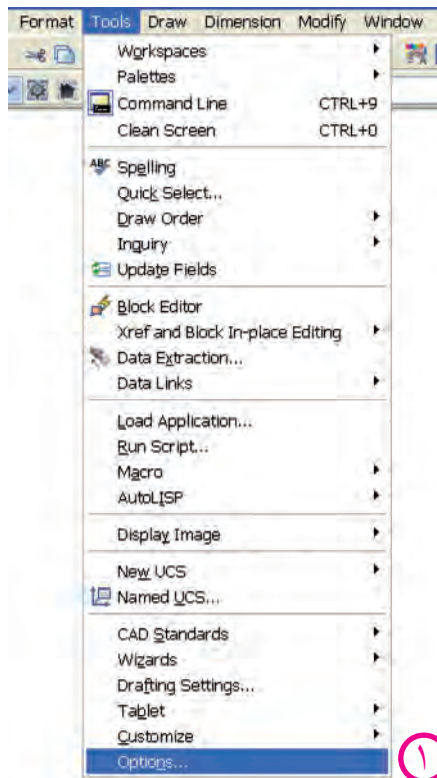 Format Tools Draw Dimension Modify Window
Workspaces
Palettes
Command Line CTRL+9
Clean Screen CTRL+0
ABC Spelling
Quick Select...
Draw Order
Inquiry
Update Fields
Block Editor
Xref and Block In-place Editing
Data Extraction...
Data Links
Load Application...
Run Script...
Macro
AutoLISP
Display Image
New UCS
Named UCS...
CAD Standards
Wizards
Drafting Settings...
Tablet
Customize
Options... ۱